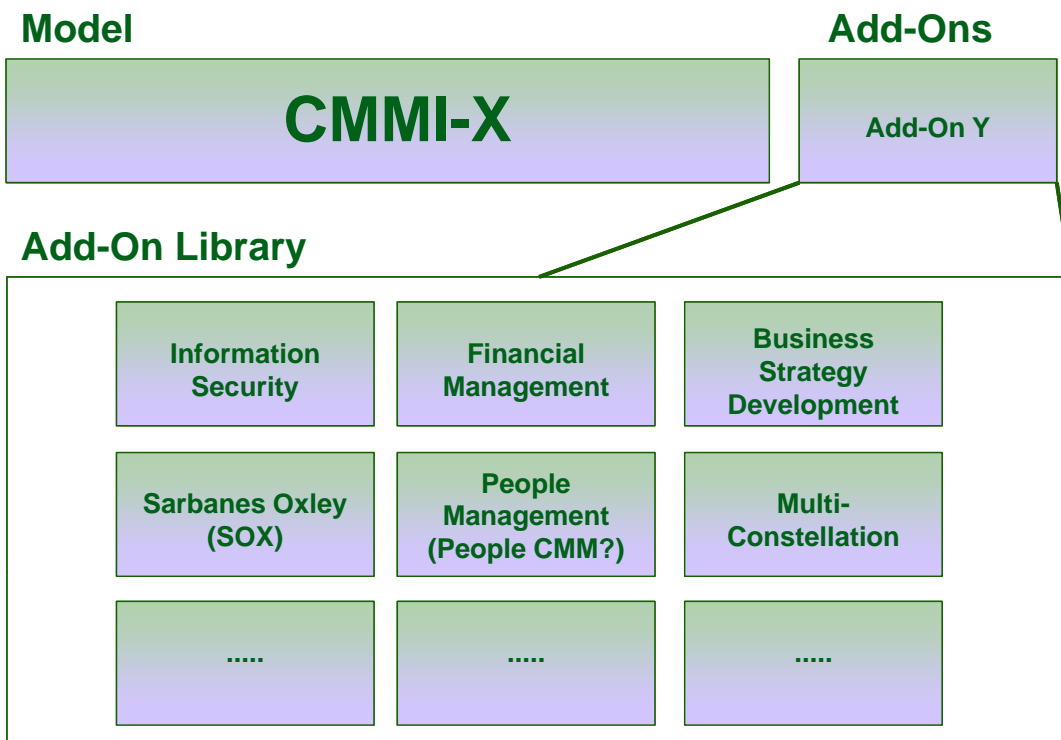 Model
Add-Ons
CMMI-X
Add-On Y
Add-On Library
Information
Security
Financial
Management
Business
Strategy
Development
Sarbanes Oxley
(SOX)
People
Management
(People CMM?)
Multi-
Constellation
.....
.....
.....